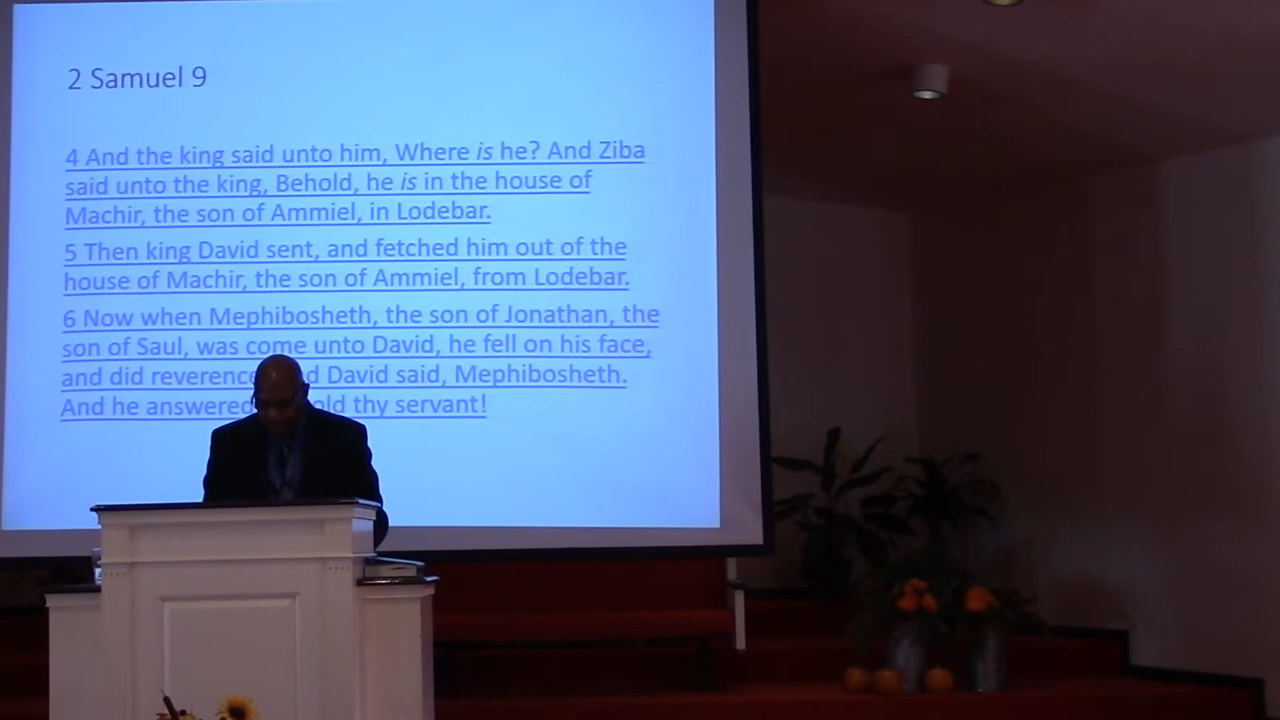 2 Samuel 9
4 And the king said unto him, Where is he? And Ziba
said unto the king, Behold, he is in the house of
Machir, the son of Ammiel, in Lodebar.
5 Then king David sent, and fetched him out of the
house of Machir, the son of Ammiel, from Lodebar.
6 Now when Mephibosheth, the son of Jonathan, the
son of Saul, was come unto David, he fell on his face,
and did reverence David said, Mephibosheth.
And he answered thy servant!